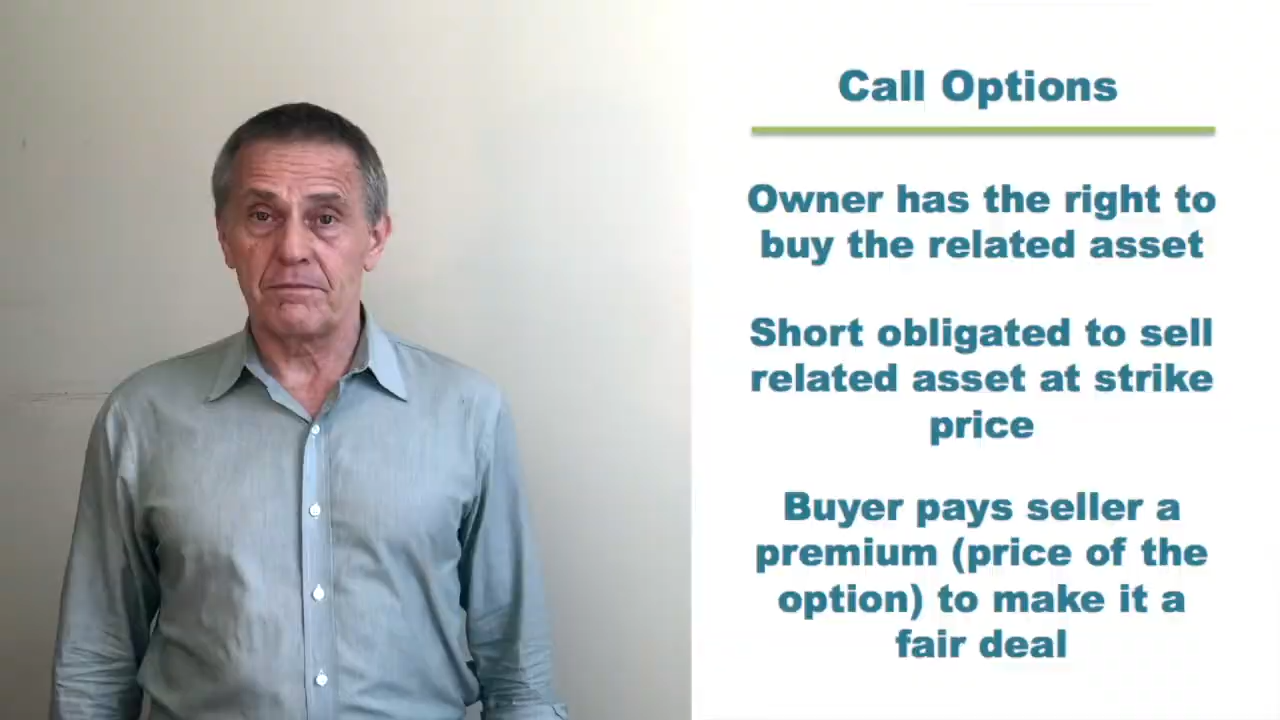 Call Options
Owner has the right to
buy the related asset
Short obligated to sell
related asset at strike
price
Buyer pays seller a
premium (price of the
option) to make it a
fair deal